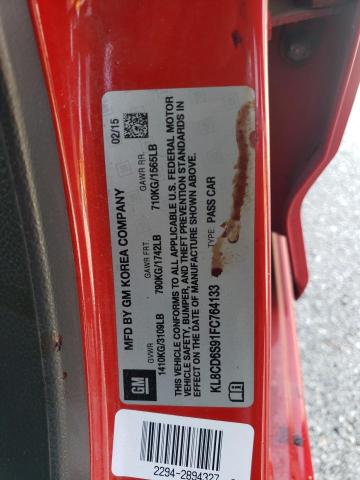 MFD BY GM KOREA COMPANY 02/15
GVWR GAWR FRT. GAWR RR.
1410KG/3109LB 790KG/1742LB 710KG/1565LB
THIS VEHICLE CONFORMS TO ALL APPLICABLE U.S. FEDERAL MOTOR
VEHICLE SAFETY, BUMPER, AND THEFT PREVENTION STANDARDS IN
EFFECT ON THE DATE OF MANUFACTURE SHOWN ABOVE.
KL8CD6S91FC764133 TYPE: PASS CAR
GM
2294-2894327